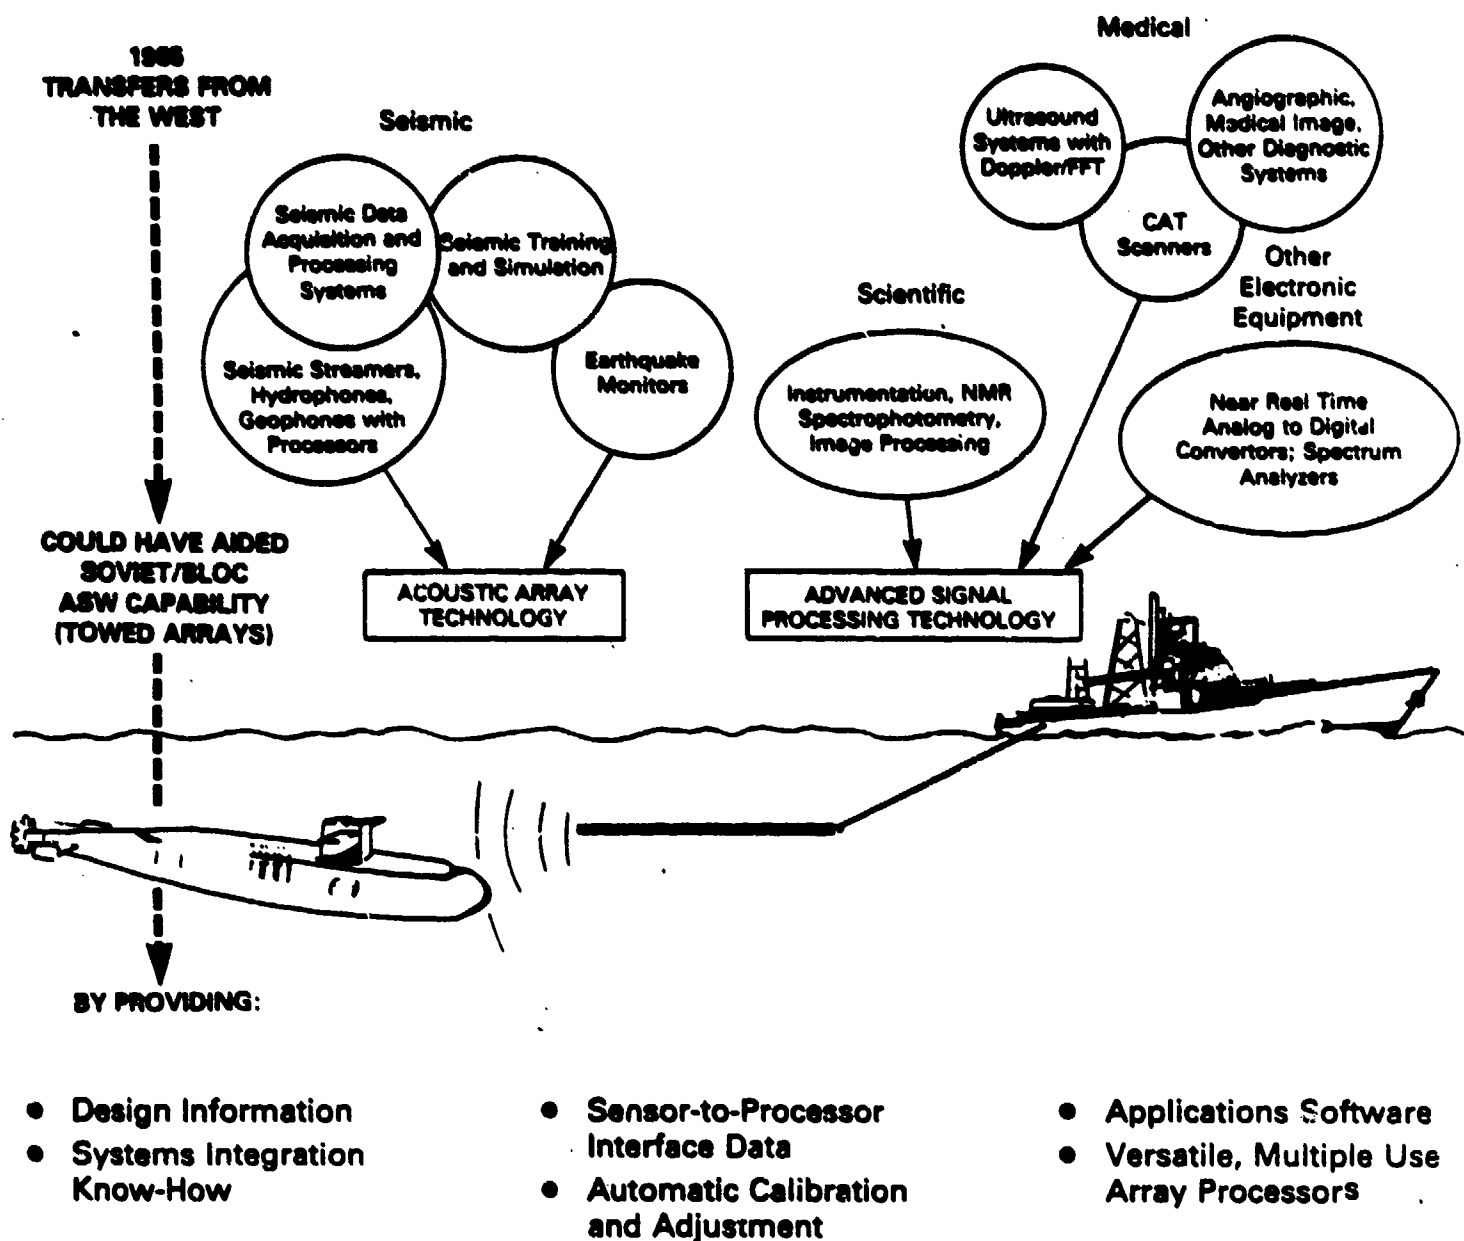 TRANSFERS FROM
THE WEST
Seismic
Seismic Data
Acquisition and
Processing
Systems
Seismic Training
and Simulation
Seismic Streamers,
Hydrophones,
Geophones with
Processors
Earthquake
Monitors
Medical
Ultrasound
Systems with
Doppler/FFT
Angiographic,
Medical Image,
Other Diagnostic
Systems
CAT
Scanners
Scientific
Instrumentation, NMR
Spectrophotometry,
Image Processing
Other
Electronic
Equipment
Near Real Time
Analog to Digital
Convertors; Spectrum
Analyzers
COULD HAVE AIDED
SOVIET/BLOC
ASW CAPABILITY
(TOWED ARRAYS)
ACOUSTIC ARRAY
TECHNOLOGY
ADVANCED SIGNAL
PROCESSING TECHNOLOGY
BY PROVIDING:
• Design Information
• Systems Integration
Know-How
• Sensor-to-Processor
Interface Data
• Automatic Calibration
and Adjustment
• Applications Software
• Versatile, Multiple Use
Array Processors